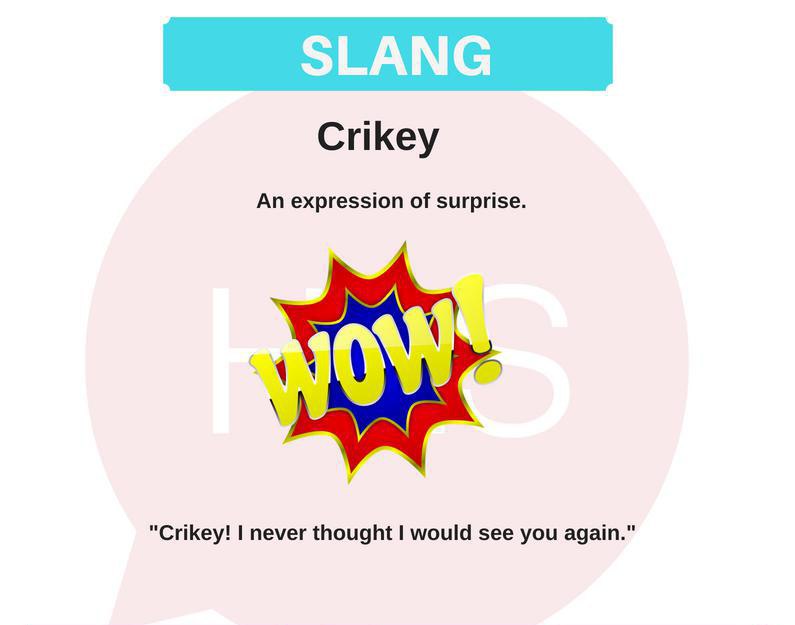 SLANG
Crikey
An expression of surprise.
WOW!
"Crikey! I never thought I would see you again."